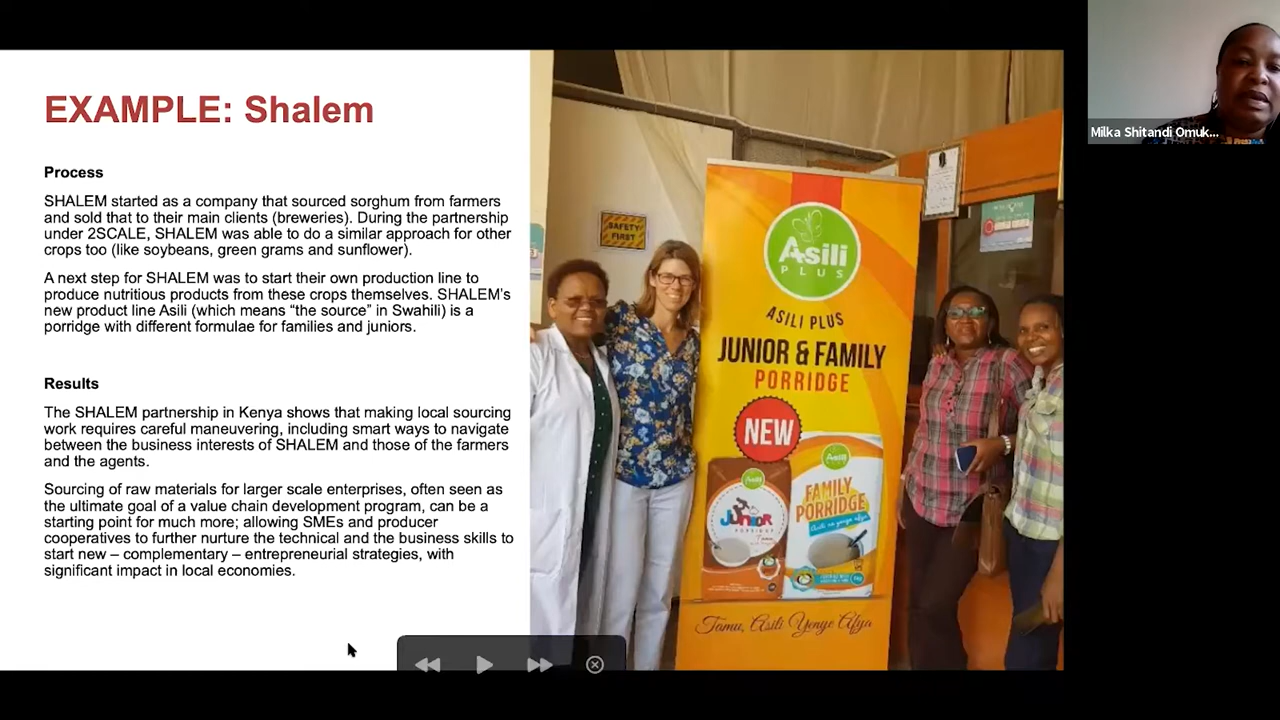 EXAMPLE: Shalem
Process
SHALEM started as a company that sourced sorghum from farmers
and sold that to their main clients (breweries). During the partnership
under 2SCALE, SHALEM was able to do a similar approach for other
crops too (like soybeans, green grams and sunflower).
A next step for SHALEM was to start their own production line to
produce nutritious products from these crops themselves. SHALEM's
new product line Asili (which means “the source” in Swahili) is a
porridge with different formulae for families and juniors.
Results
The SHALEM partnership in Kenya shows that making local sourcing
work requires careful maneuvering, including smart ways to navigate
between the business interests of SHALEM and those of the farmers
and the agents.
Sourcing of raw materials for larger scale enterprises, often seen as
the ultimate goal of a value chain development program, can be a
starting point for much more; allowing SMEs and producer
cooperatives to further nurture the technical and the business skills to
start new – complementary – entrepreneurial strategies, with
significant impact in local economies.
SAFETY
FIRST
Asili
PLUS
ASILI PLUS
JUNIOR & FAMILY
PORRIDGE
NEW
Asili
JUNIOR
PORRIDGE
Asili
FAMILY
PORRIDGE
Tamu, Asili Yenye Afya
Milka Shitandi Omuk...